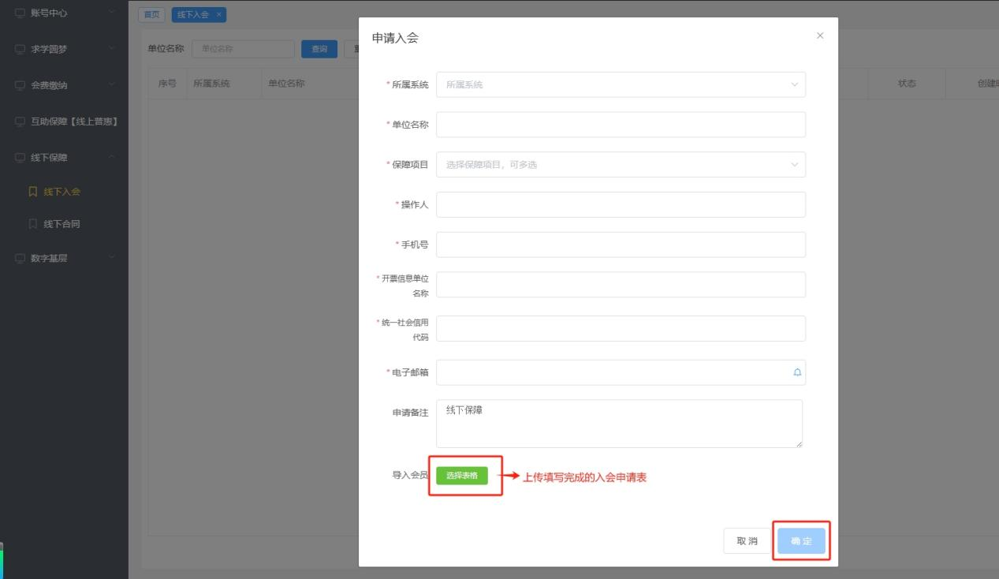 账号中心
求学圆梦
会费缴纳
互助保障【线上普惠】
线下保障
线下入会
线下合同
数字基层
首页
线下入会 ×
单位名称 单位名称 查询
序号 所属系统 单位名称 状态
申请入会
*所属系统 所属系统
*单位名称
*保障项目 选择保障项目，可多选
*操作人
*手机号
*开票信息单位
名称
*统一社会信用
代码
*电子邮箱
申请备注 线下保障
导入会员 选择表格 上传填写完成的入会申请表
取消 确定